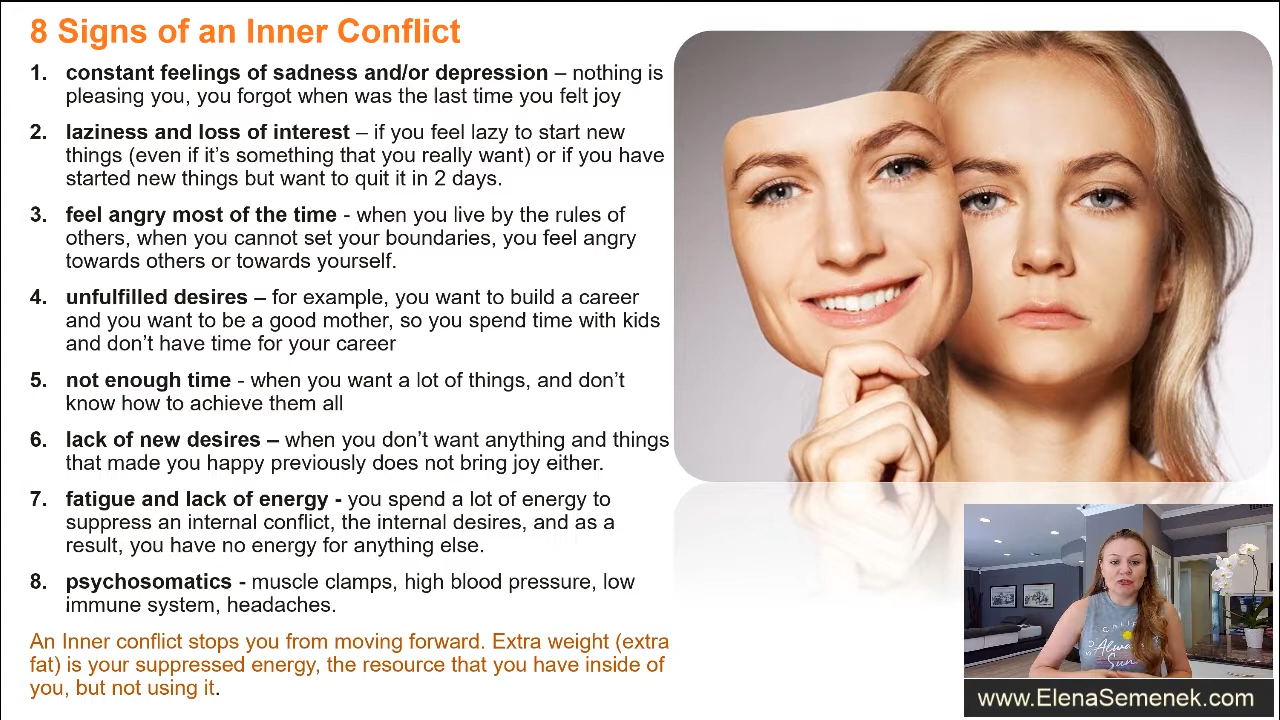 8 Signs of an Inner Conflict
1. constant feelings of sadness and/or depression – nothing is
pleasing you, you forgot when was the last time you felt joy
2. laziness and loss of interest – if you feel lazy to start new
things (even if it's something that you really want) or if you have
started new things but want to quit it in 2 days.
3. feel angry most of the time - when you live by the rules of
others, when you cannot set your boundaries, you feel angry
towards others or towards yourself.
4. unfulfilled desires – for example, you want to build a career
and you want to be a good mother, so you spend time with kids
and don't have time for your career
5. not enough time - when you want a lot of things, and don't
know how to achieve them all
6. lack of new desires – when you don't want anything and things
that made you happy previously does not bring joy either.
7. fatigue and lack of energy - you spend a lot of energy to
suppress an internal conflict, the internal desires, and as a
result, you have no energy for anything else.
8. psychosomatics - muscle clamps, high blood pressure, low
immune system, headaches.
An Inner conflict stops you from moving forward. Extra weight (extra
fat) is your suppressed energy, the resource that you have inside of
you, but not using it.
Always
Sun
www.ElenaSemenek.com